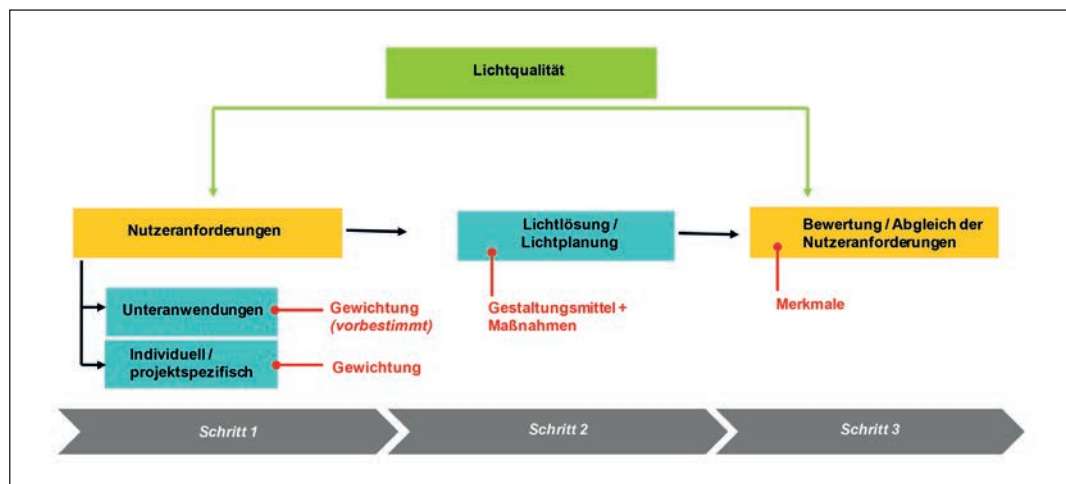 Lichtqualität
Nutzeranforderungen
Lichtlösung /
Lichtplanung
Bewertung / Abgleich der
Nutzeranforderungen
Unteranwendungen
Gewichtung
(vorbestimmt)
Gestaltungsmittel +
Maßnahmen
Merkmale
Individuell /
projektspezifisch
Gewichtung
Schritt 1
Schritt 2
Schritt 3